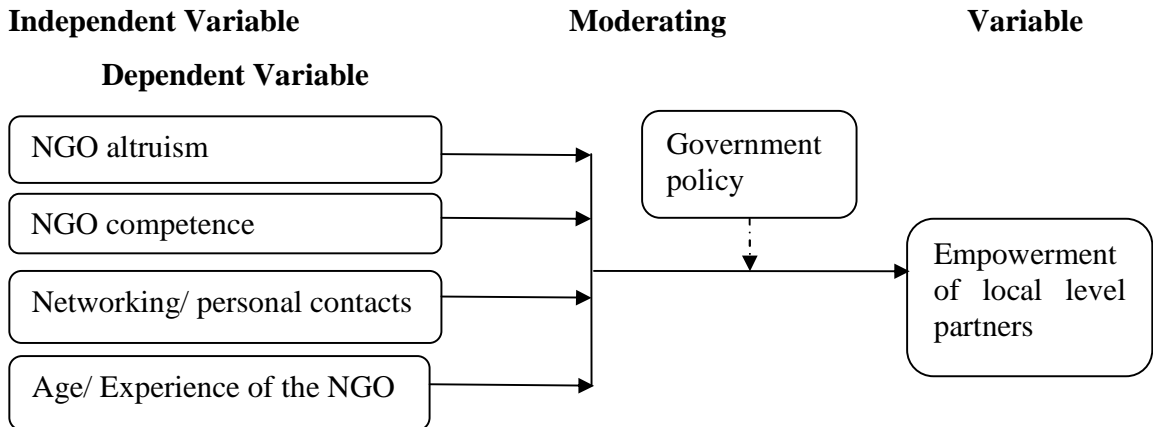 Independent Variable Moderating Variable
Dependent Variable
NGO altruism
NGO competence
Networking/ personal contacts
Age/ Experience of the NGO
Government
policy
Empowerment
of local level
partners